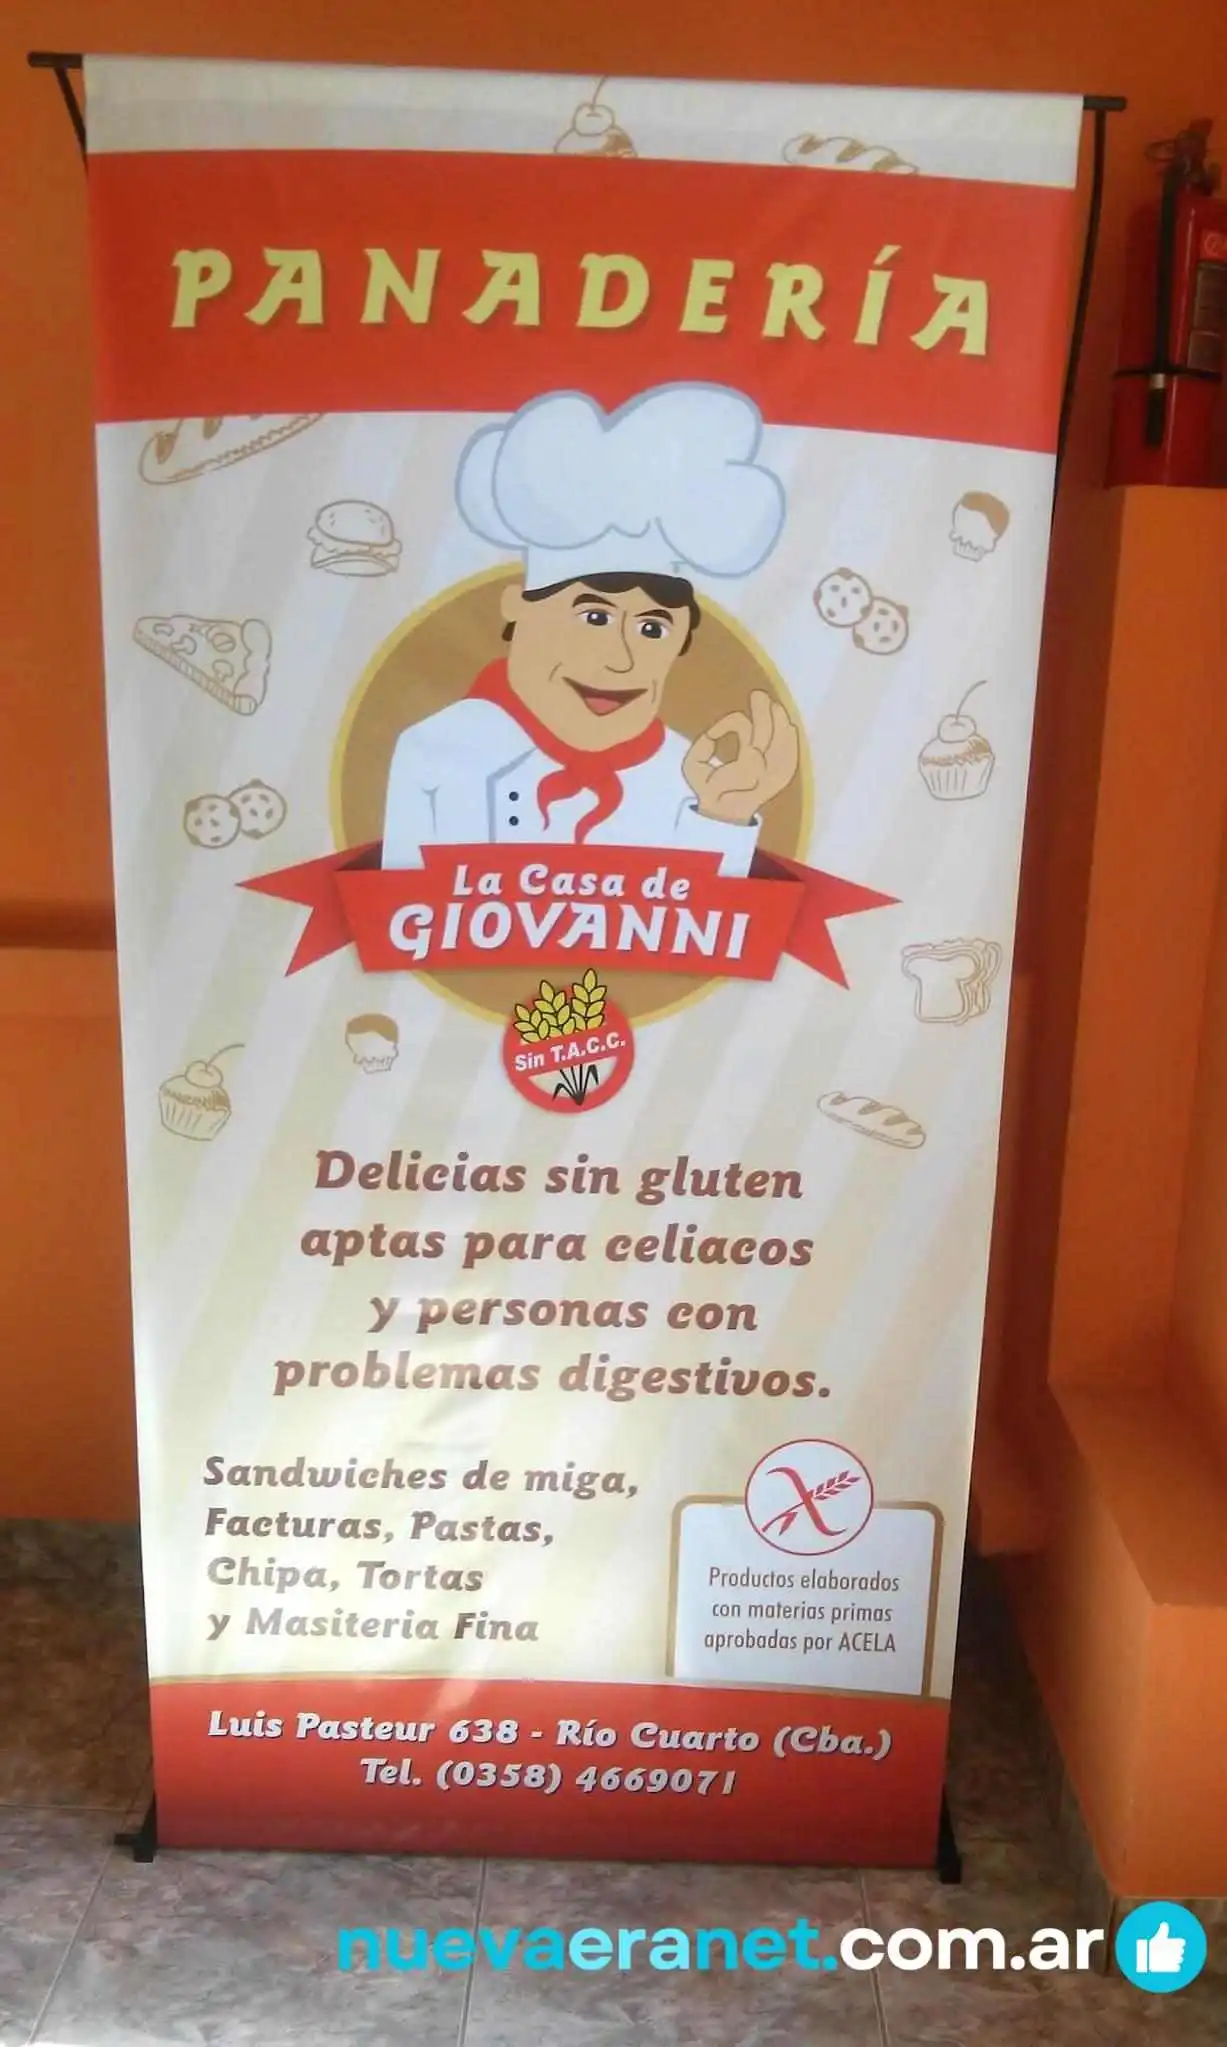 PANADERÍA
La Casa de
GIOVANNI
Sin T.A.C.C.
Delicias sin gluten
aptas para celiacos
y personas con
problemas digestivos.
Sandwiches de miga,
Facturas, Pastas,
Chipa, Tortas
y Masiteria Fina
Productos elaborados
con materias primas
aprobadas por ACELA
Luis Pasteur 638 - Río Cuarto (Cba.)
Tel. (0358) 4669071
nuevaeranet.com.ar